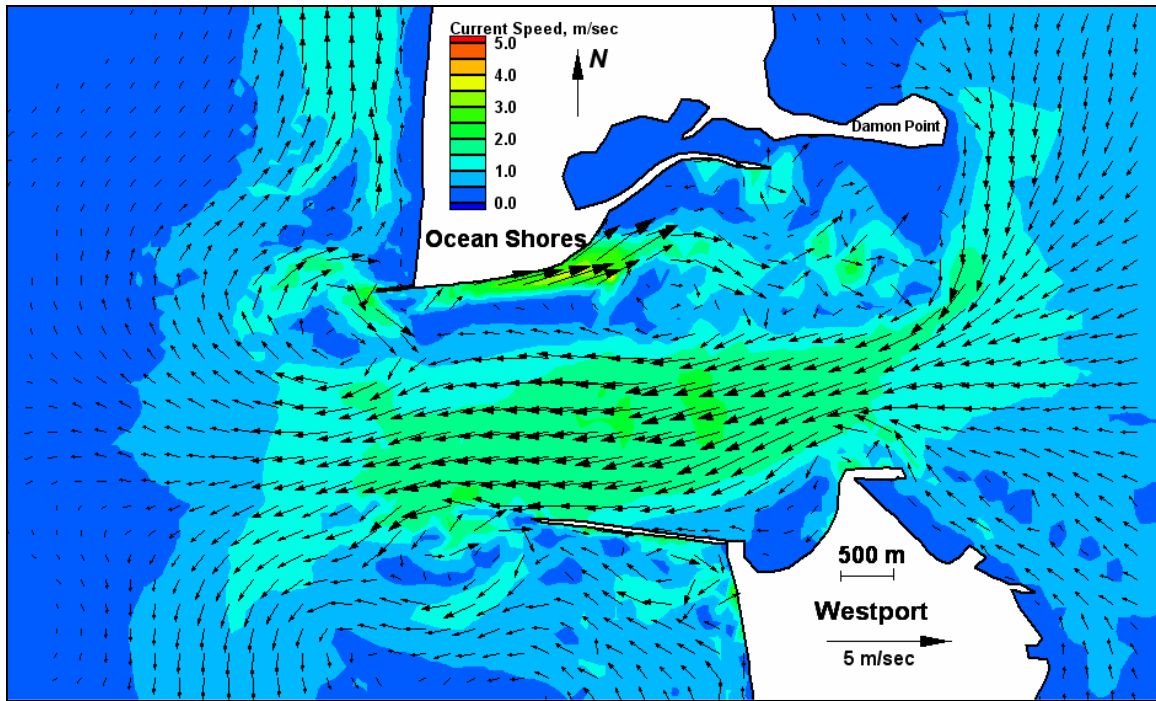 Current Speed, m/sec
5.0
4.0
3.0
2.0
1.0
0.0
N
Damon Point
Ocean Shores
500 m
Westport
5 m/sec